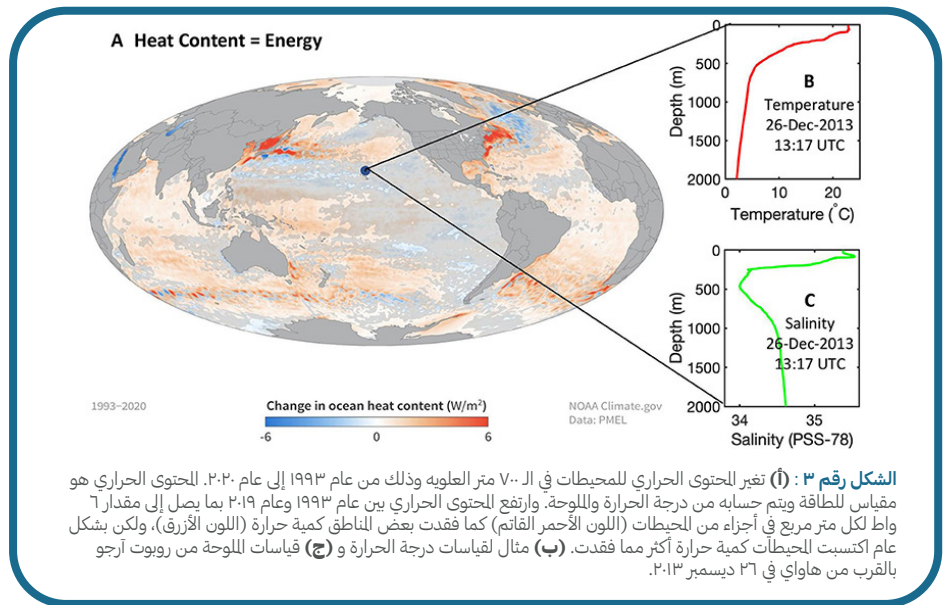 A Heat Content = Energy
0
500
1000
1500
2000
Depth (m)
B
Temperature
26-Dec-2013
13:17 UTC
0 10 20
Temperature (°C)
0
500
1000
1500
2000
Depth (m)
C
Salinity
26-Dec-2013
13:17 UTC
34 35
Salinity (PSS-78)
1993–2020
Change in ocean heat content (W/m²)
-6 0 6
NOAA Climate.gov
Data: PMEL
الشكل رقم ٣ : (أ) تغير المحتوى الحراري للمحيطات في الـ ٧٠٠ متر العلويه وذلك من عام ١٩٩٣ إلى عام ٢٠٢٠. المحتوى الحراري هو
مقياس للطاقة ويتم حسابه من درجة الحرارة والملوحة. وارتفع المحتوى الحراري بين عام ١٩٩٣ وعام ٢٠١٩ بما يصل إلى مقدار ٦
واط لكل متر مربع في أجزاء من المحيطات (اللون الأحمر القاتم) كما فقدت بعض المناطق كمية حرارة (اللون الأزرق)، ولكن بشكل
عام اكتسبت المحيطات كمية حرارة أكثر مما فقدت. (ب) مثال لقياسات درجة الحرارة و (ج) قياسات الملوحة من روبوت آرجو
بالقرب من هاواي في ٢٦ ديسمبر ٢٠١٣.